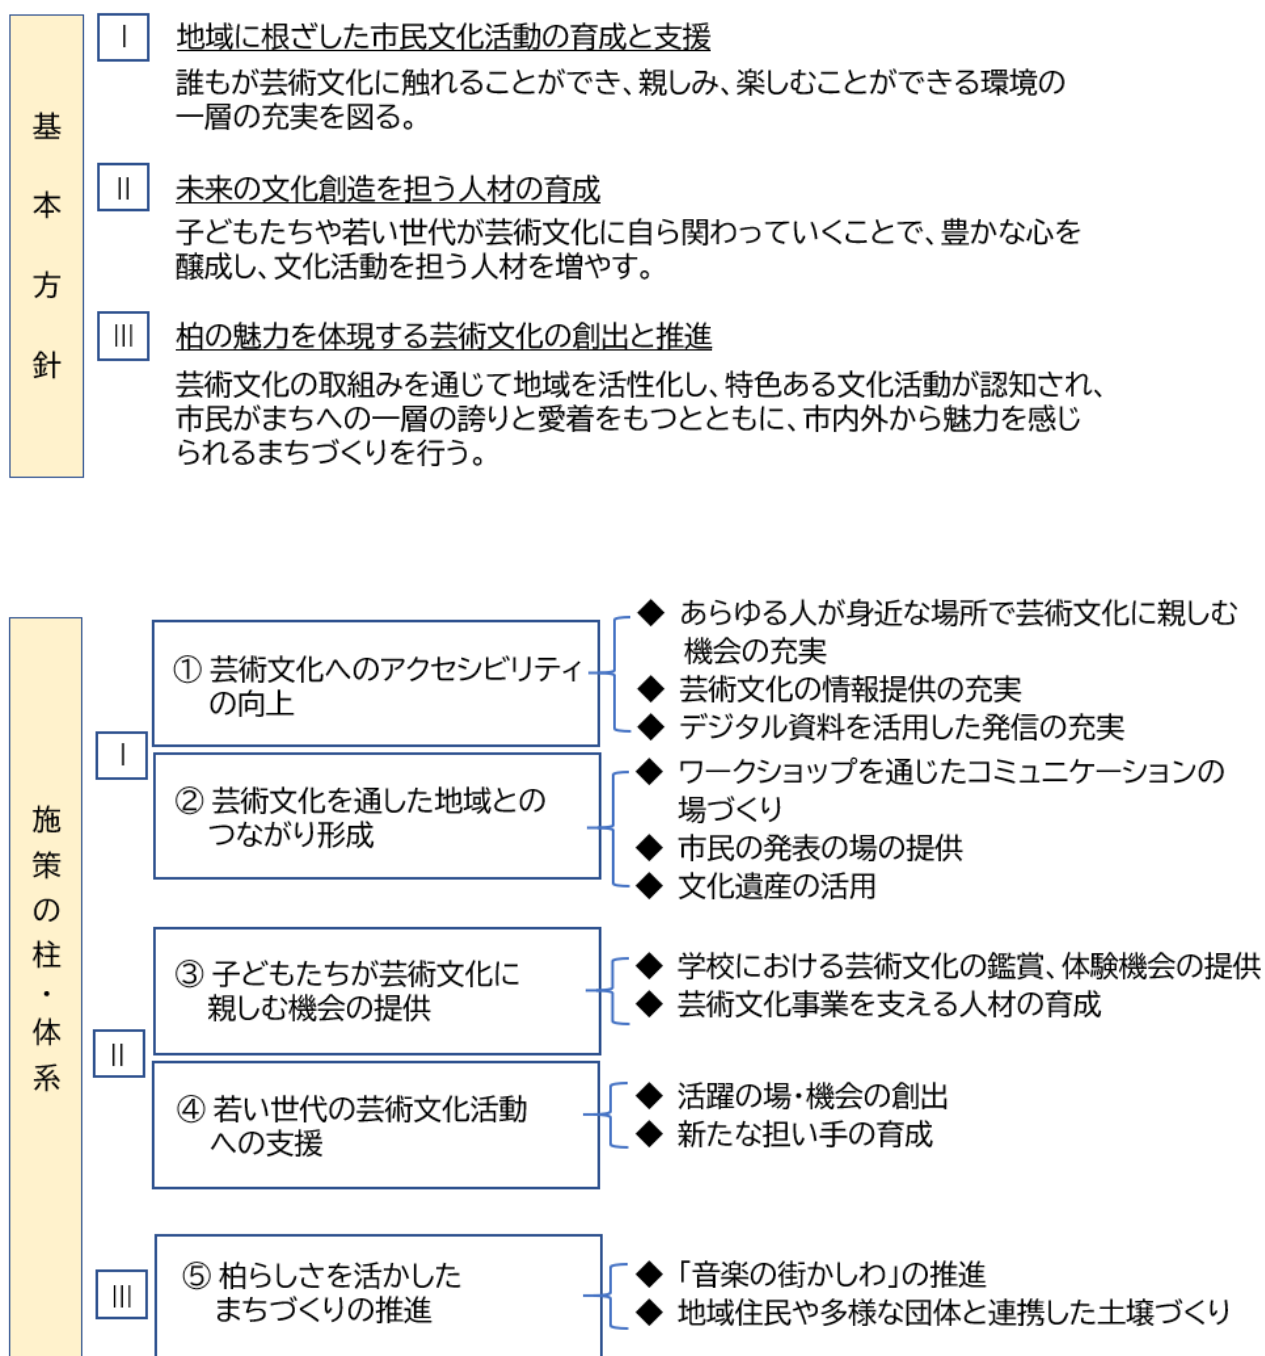 基本方針
Ⅰ
地域に根ざした市民文化活動の育成と支援
誰もが芸術文化に触れることができ、親しみ、楽しむことができる環境の
一層の充実を図る。
Ⅱ
未来の文化創造を担う人材の育成
子どもたちや若い世代が芸術文化に自ら関わっていくことで、豊かな心を
醸成し、文化活動を担う人材を増やす。
Ⅲ
柏の魅力を体現する芸術文化の創出と推進
芸術文化の取組みを通じて地域を活性化し、特色ある文化活動が認知され、
市民がまちへの一層の誇りと愛着をもつとともに、市内外から魅力を感じ
られるまちづくりを行う。
施策の柱・体系
Ⅰ
① 芸術文化へのアクセシビリティ
の向上
◆ あらゆる人が身近な場所で芸術文化に親しむ
機会の充実
◆ 芸術文化の情報提供の充実
◆ デジタル資料を活用した発信の充実
② 芸術文化を通した地域との
つながり形成
◆ ワークショップを通じたコミュニケーションの
場づくり
◆ 市民の発表の場の提供
◆ 文化遺産の活用
Ⅱ
③ 子どもたちが芸術文化に
親しむ機会の提供
◆ 学校における芸術文化の鑑賞、体験機会の提供
◆ 芸術文化事業を支える人材の育成
④ 若い世代の芸術文化活動
への支援
◆ 活躍の場・機会の創出
◆ 新たな担い手の育成
Ⅲ
⑤ 柏らしさを活かした
まちづくりの推進
◆ 「音楽の街かしわ」の推進
◆ 地域住民や多様な団体と連携した土壌づくり